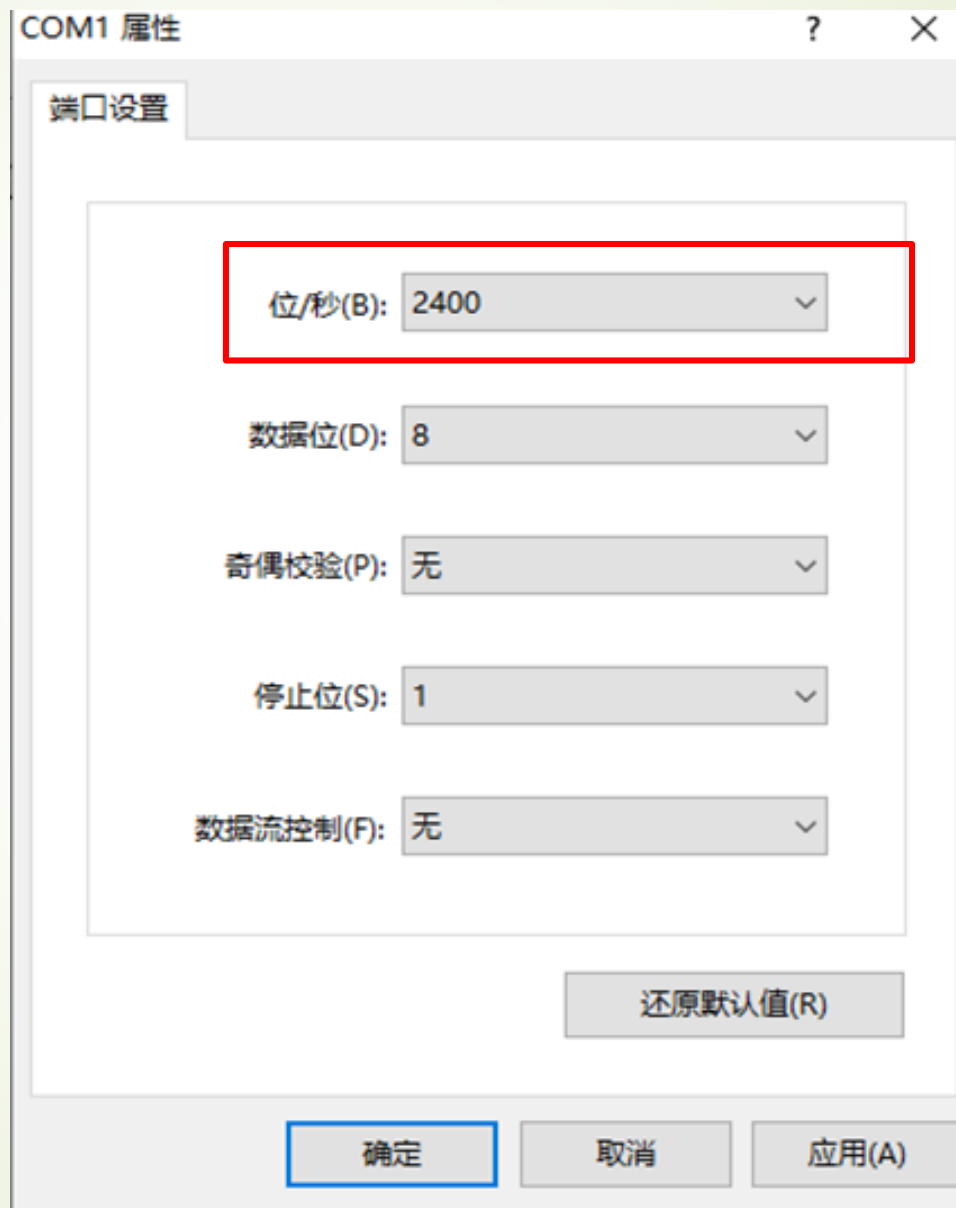 COM1 属性 ?
端口设置
位/秒(B): 2400
数据位(D): 8
奇偶校验(P): 无
停止位(S): 1
数据流控制(F): 无
还原默认值(R)
确定 取消 应用(A)